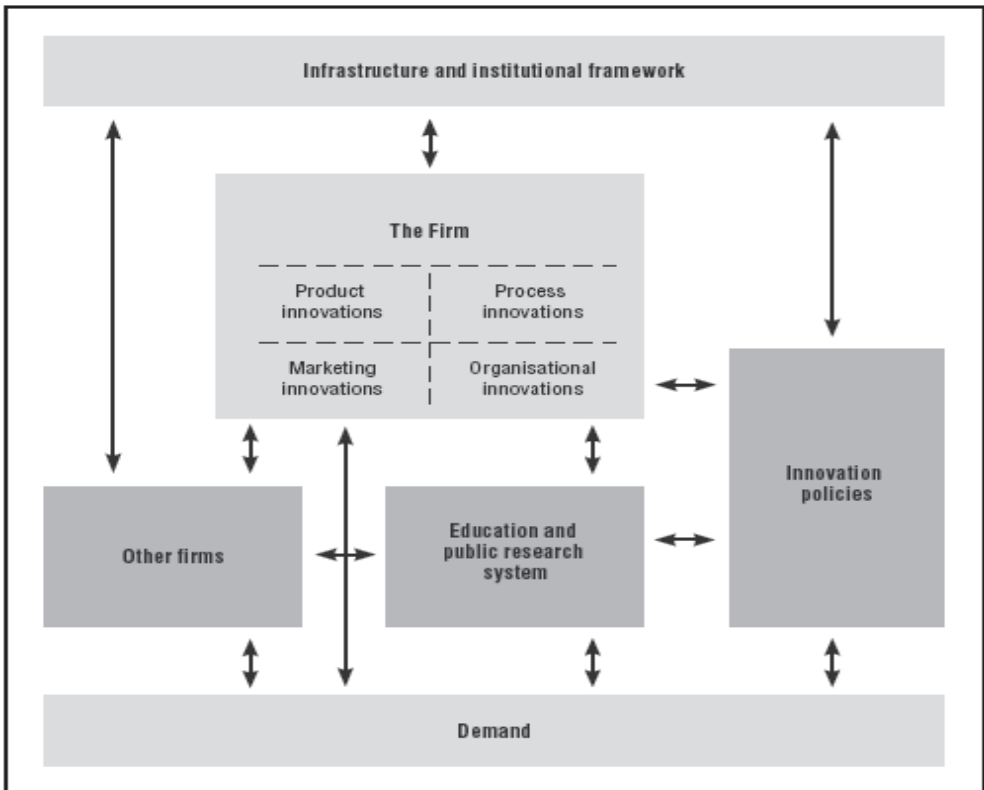 Infrastructure and institutional framework
The Firm
Product
innovations
Process
innovations
Marketing
innovations
Organisational
innovations
Innovation
policies
Other firms
Education and
public research
system
Demand